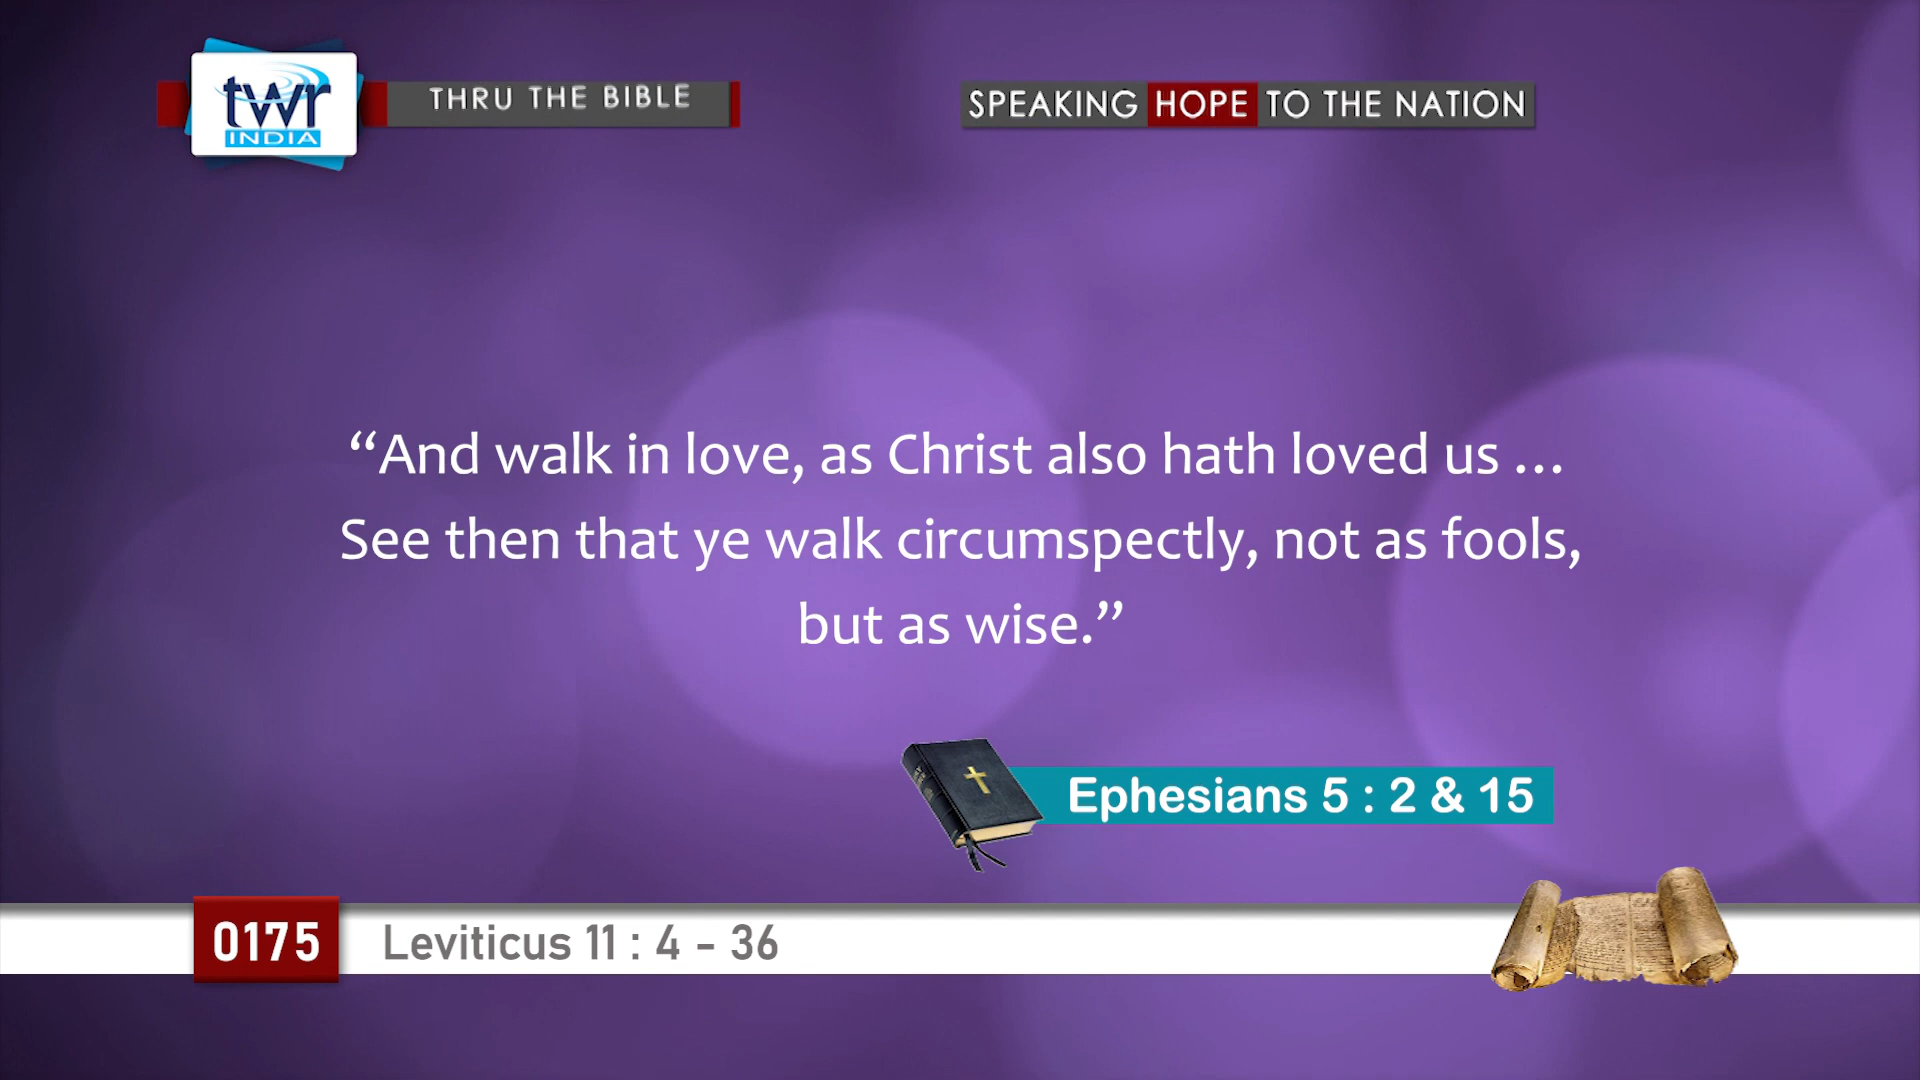 twr
INDIA
THRU THE BIBLE
SPEAKING HOPE TO THE NATION
“And walk in love, as Christ also hath loved us …
See then that ye walk circumspectly, not as fools,
but as wise.”
Ephesians 5 : 2 & 15
0175
Leviticus 11 : 4 - 36